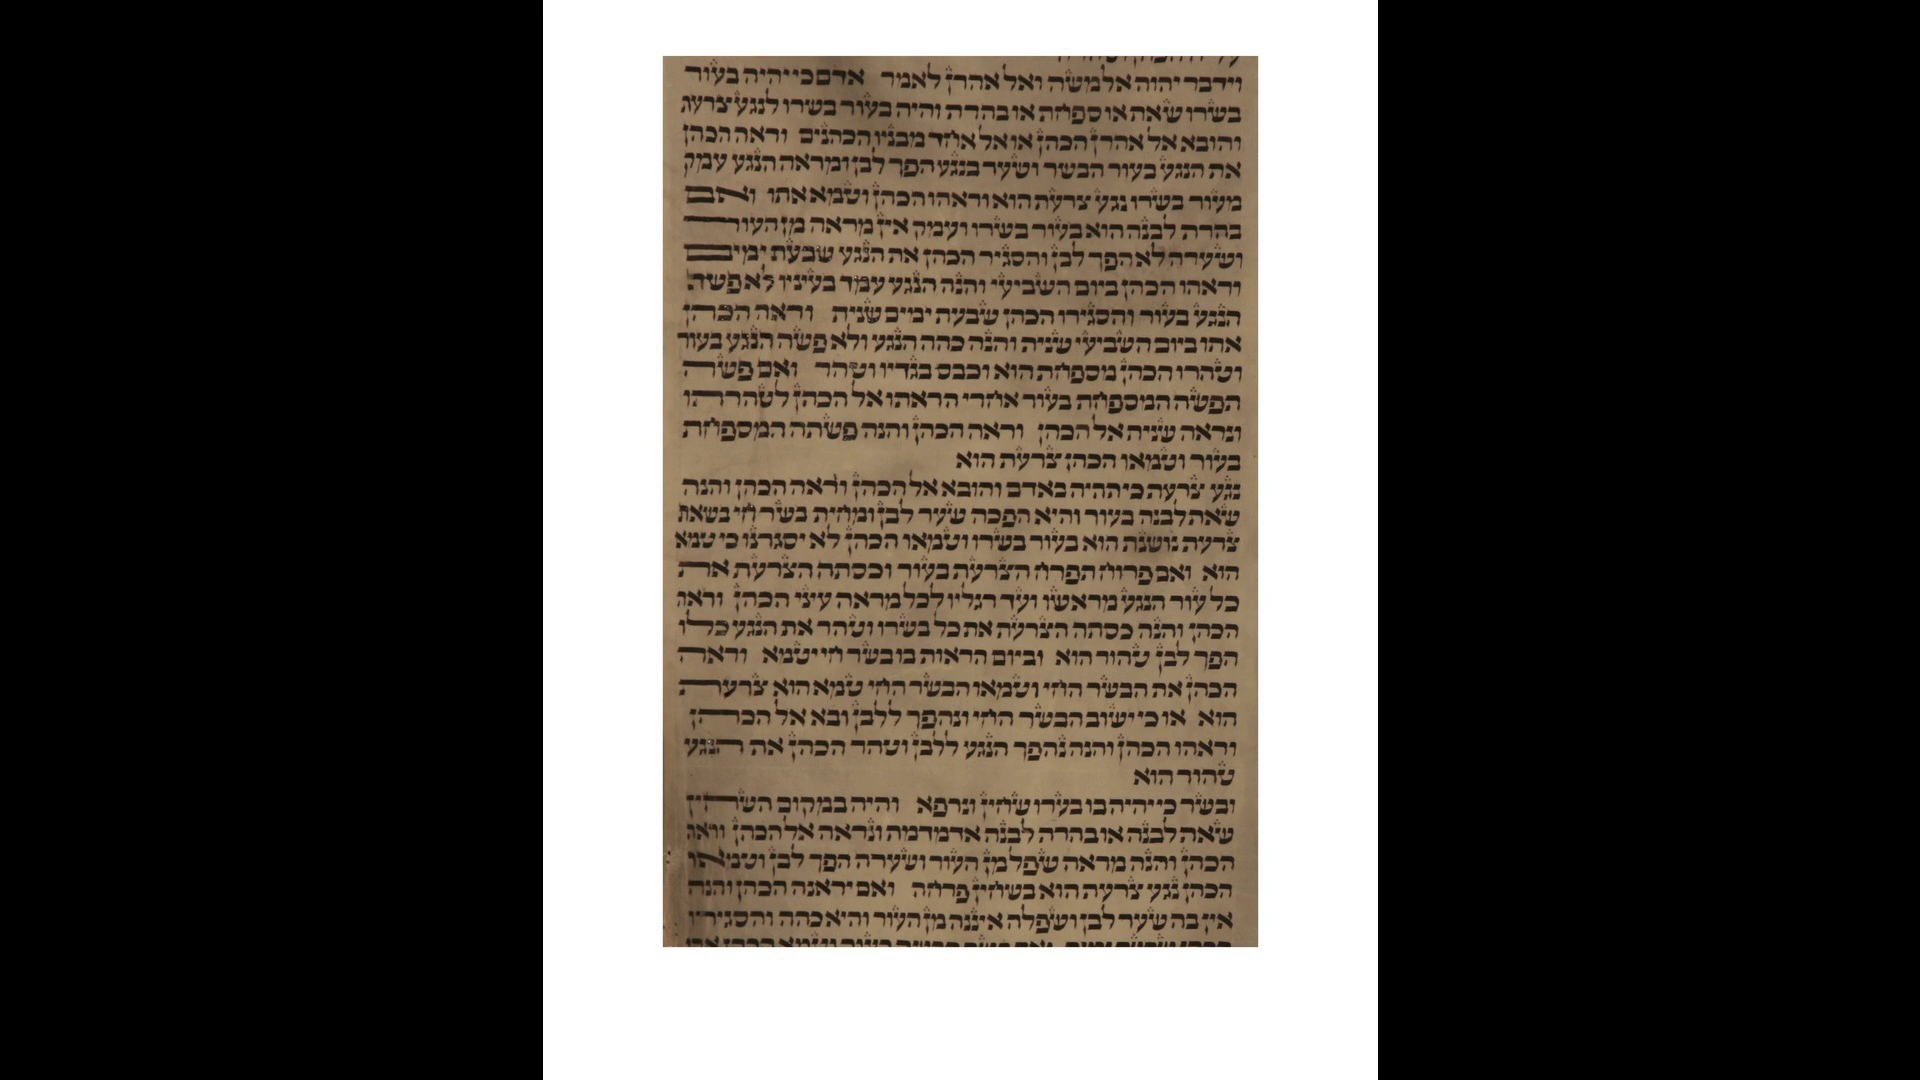 וידבר יהוה אל משה ואל אהרן לאמר אדם כי יהיה בעור
בשרו שאת או ספחת או בהרת והיה בעור בשרו לנגע צרעת
והובא אל אהרן הכהן או אל אחד מבניו הכהנים וראה הכהן
את הנגע בעור הבשר ושער בנגע הפך לבן ומראה הנגע עמק
מעור בשרו נגע צרעת הוא וראהו הכהן וטמא אתו ואם
בהרת לבנה הוא בעור בשרו ועמק אין מראה מן העור
ושערה לא הפך לבן והסגיר הכהן את הנגע שבעת ימים
וראהו הכהן ביום השביעי והנה הנגע עמד בעיניו לא פשה
הנגע בעור והסגירו הכהן שבעה ימים שנית וראה הכהן
אתו ביום השביעי שנית והנה כהה הנגע ולא פשה הנגע בעור
וטהרו הכהן מספחת הוא וכבס בגדיו וטהר ואם פשה
תפשה המספחת בעור אחרי הראתו אל הכהן לטהרתו
ונראה שנית אל הכהן וראה הכהן והנה פשתה המספחת
בעור וטמאו הכהן צרעת הוא
נגע צרעת כי תהיה באדם והובא אל הכהן וראה הכהן והנה
שאת לבנה בעור והיא הפכה שער לבן ומחית בשר חי בשאת
צרעת נושנת הוא בעור בשרו וטמאו הכהן לא יסגרנו כי טמא
הוא ואם פרוח תפרח הצרעת בעור וכסתה הצרעת את
כל עור הנגע מראשו ועד רגליו לכל מראה עיני הכהן וראה
הכהן והנה כסתה הצרעת את כל בשרו וטהר את הנגע כלו
הפך לבן טהור הוא וביום הראות בו בשר חי יטמא וראה
הכהן את הבשר החי וטמאו הבשר החי טמא הוא צרעת
הוא או כי ישוב הבשר החי ונהפך ללבן ובא אל הכהן
וראהו הכהן והנה נהפך הנגע ללבן וטהר הכהן את הנגע
טהור הוא
ובשר כי יהיה בו בערו שחין ונרפא והיה במקום השחין
שאת לבנה או בהרת לבנה אדמדמת ונראה אל הכהן וראה
הכהן והנה מראה שפל מן העור ושערה הפך לבן וטמאו
הכהן נגע צרעת הוא בשחין פרחה ואם יראנה הכהן והנה
אין בה שער לבן ושפלה איננה מן העור והיא כהה והסגירו